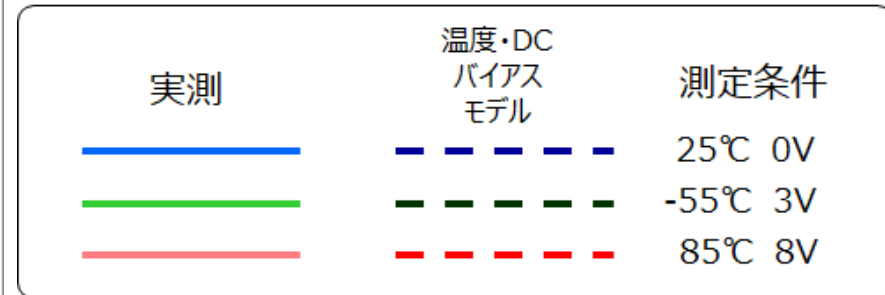 実測
温度・DC
バイアス
モデル
測定条件
25℃ 0V
-55℃ 3V
85℃ 8V